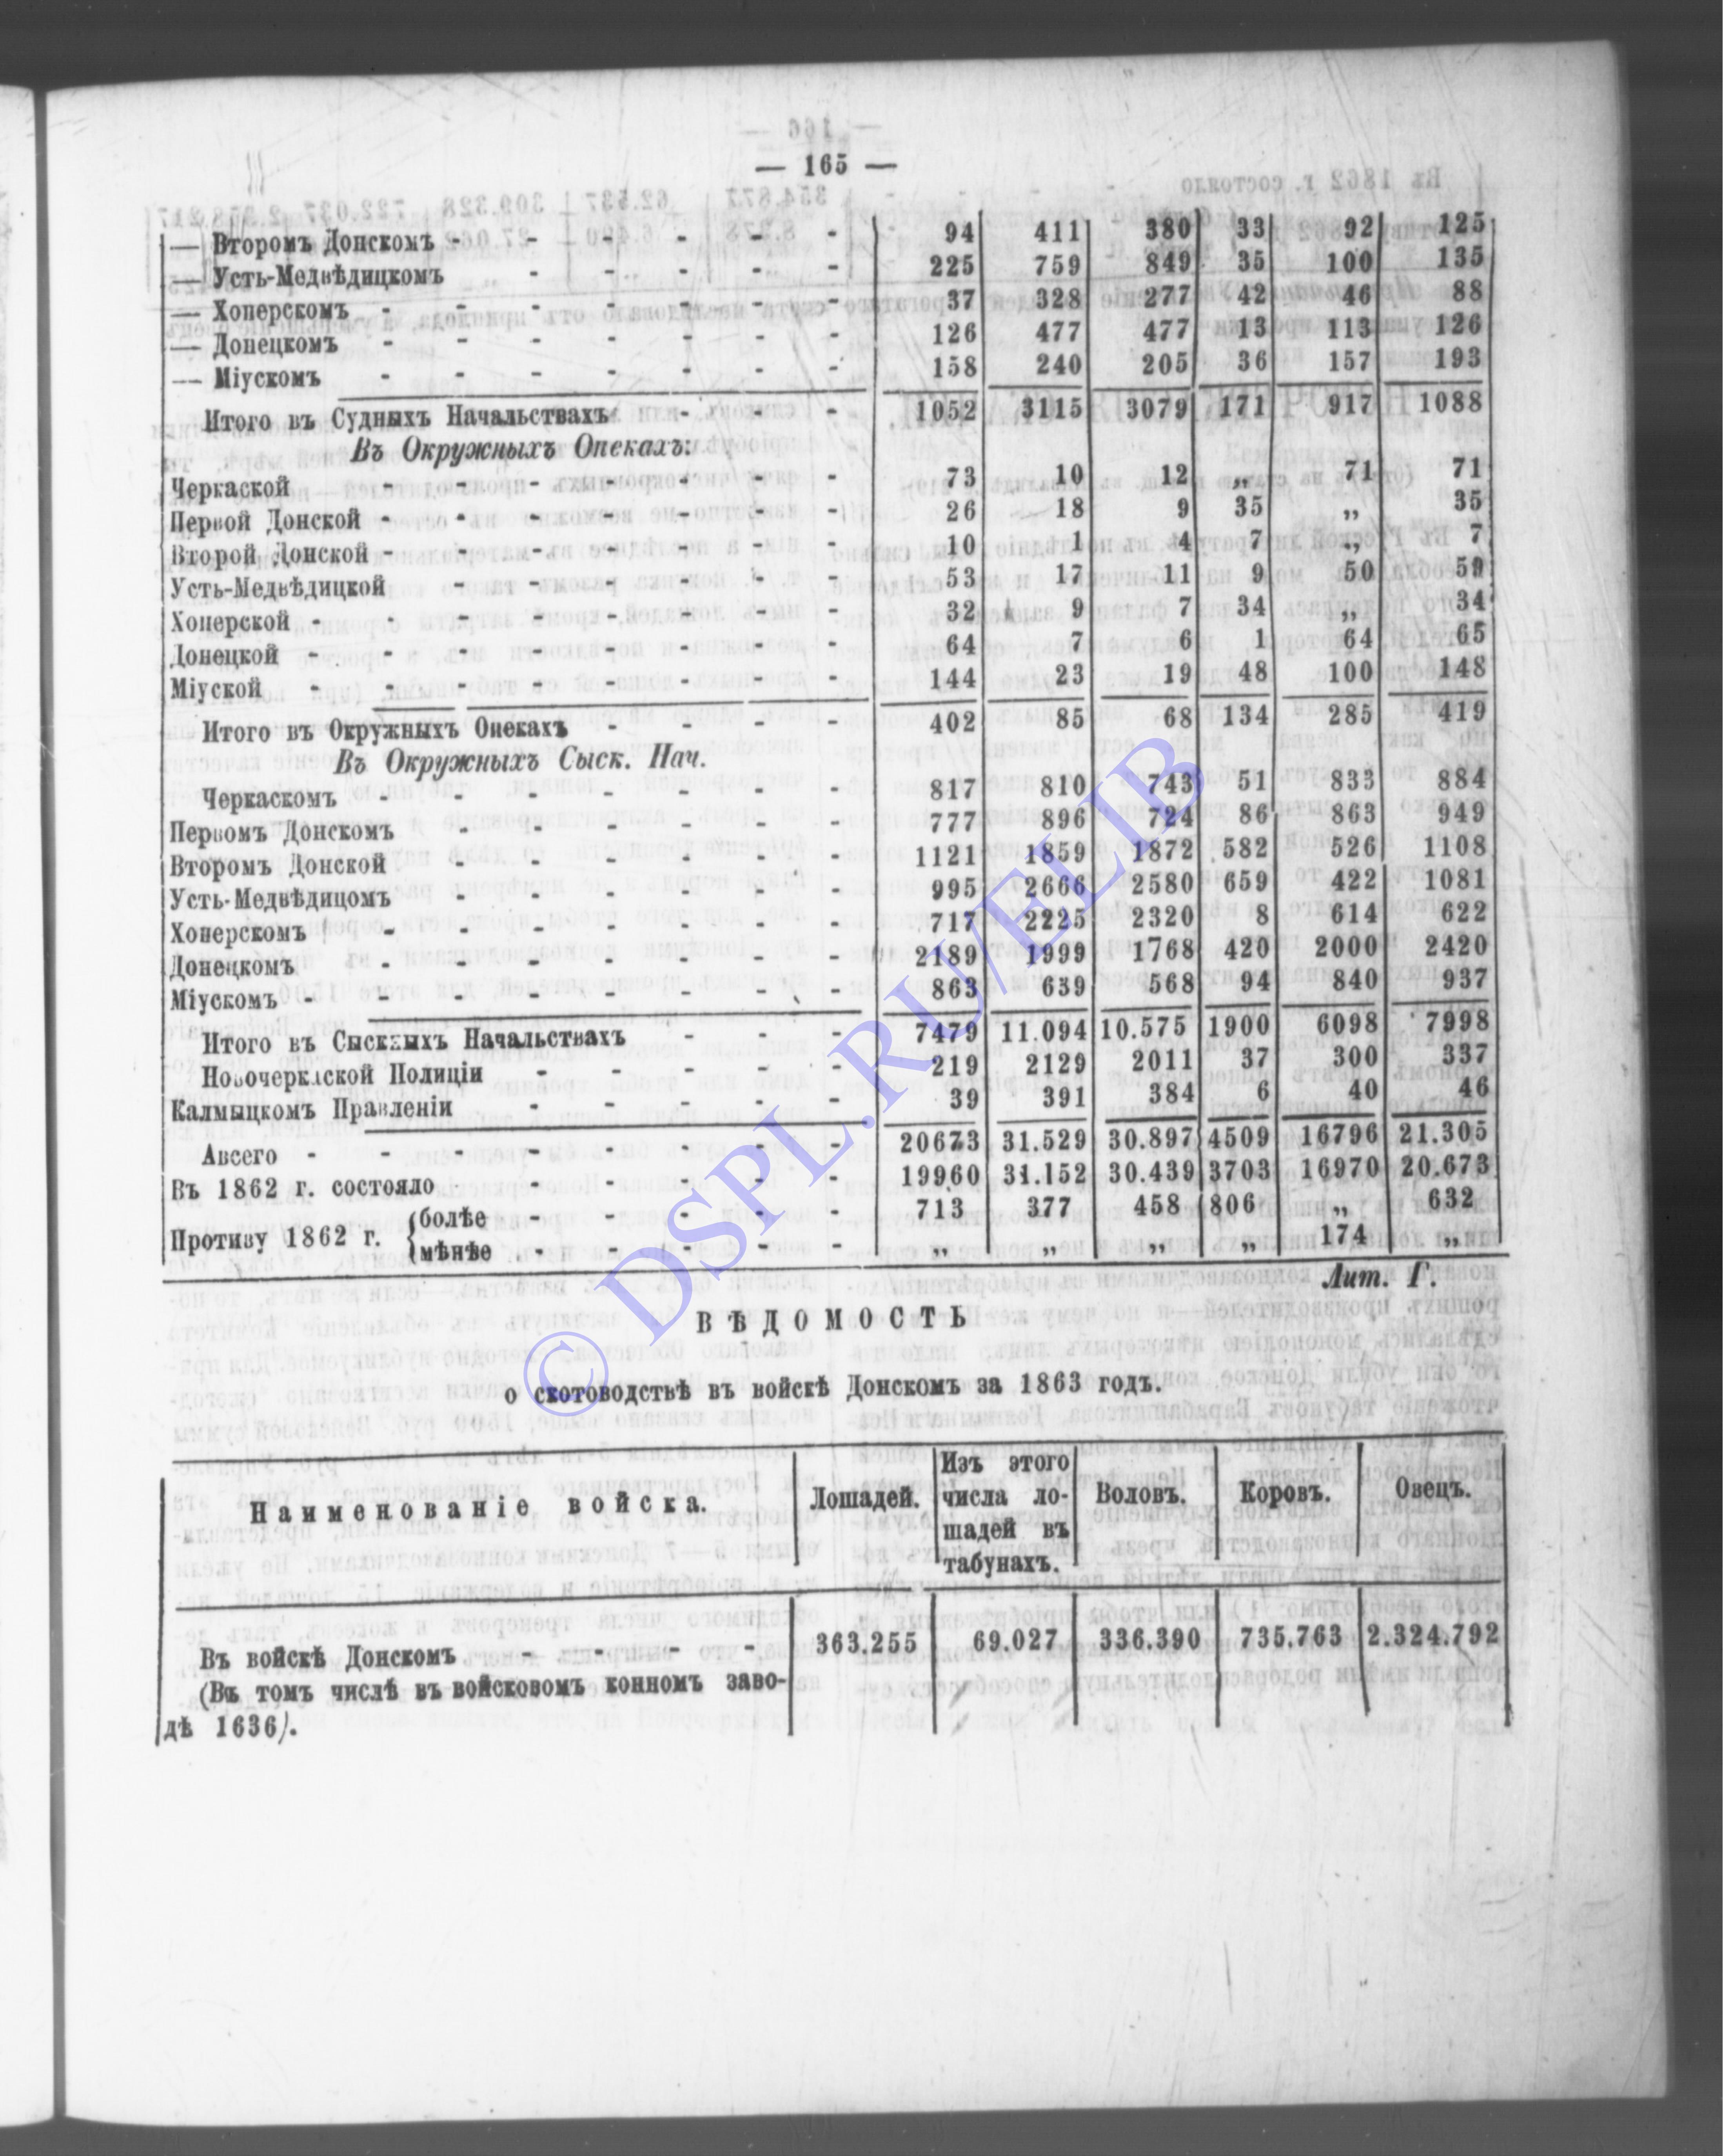 — 165 —
— Второмъ Донскомъ - - - - - - 94 411 380 33 92 125
— Усть-Медвѣдицкомъ - - - - - 225 759 849 35 100 135
— Хоперскомъ - - - - - - - 37 328 277 42 46 88
— Донецкомъ - - - - - - - 126 477 477 13 113 126
— Міускомъ - - - - - - - 158 240 205 36 157 193
Итого въ Судныхъ Начальствахъ - - - 1052 3115 3079 171 917 1088
Въ Окружныхъ Опекахъ:
Черкаской - - - - - - - 73 10 12 „ 71 71
Первой Донской - - - - - - - 26 18 9 35 „ 35
Второй Донской - - - - - - - 10 1 4 7 „ 7
Усть-Медвѣдицкой - - - - - - 53 17 11 9 50 59
Хоперской - - - - - - - - 32 9 7 34 „ 34
Донецкой - - - - - - - - 64 7 6 1 64 65
Міуской - - - - - - - - 144 23 19 48 100 148
Итого въ Окружныхъ Опекахъ - - - - 402 85 68 134 285 419
Въ Окружныхъ Сыск. Нач.
Черкаскомъ - - - - - - - 817 810 743 51 833 884
Первомъ Донскомъ - - - - - - 777 896 724 86 863 949
Второмъ Донской - - - - - - 1121 1859 1872 582 526 1108
Усть-Медвѣдицомъ - - - - - - 995 2666 2580 659 422 1081
Хоперскомъ - - - - - - - 717 2225 2320 8 614 622
Донецкомъ - - - - - - - 2189 1999 1768 420 2000 2420
Міускомъ - - - - - - - - 863 639 568 94 840 937
Итого въ Сыскныхъ Начальствахъ - - - 7479 11.094 10.575 1900 6098 7998
Новочеркаской Полиціи - - - - - 219 2129 2011 37 300 337
Калмыцкомъ Правленіи - - - - - 39 391 384 6 40 46
Авсего - - - - - - - - 20673 31.529 30.897 4509 16796 21.305
Въ 1862 г. состояло - - - - - 19960 31.152 30.439 3703 16970 20.673
Противу 1862 г. { болѣе - - - - - 713 377 458 806 „ 632
мѣнѣе - - - - - „ „ „ „ 174 „
Лит. Г.
ВѢДОМОСТЬ
о скотоводствѣ въ войскѣ Донскомъ за 1863 годъ.
Наименованіе войска. Лошадей. Изъ этого числа лошадей въ табунахъ. Воловъ. Коровъ. Овецъ.
Въ войскѣ Донскомъ - - - - 363.255 69.027 336.390 735.763 2.324.792
(Въ томъ числѣ въ войсковомъ конномъ заво-
дѣ 1636).
© DSPL.RU/ELIB